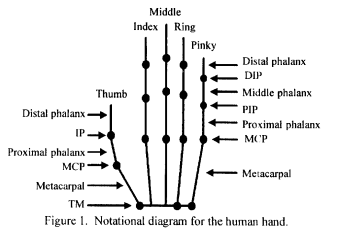 Middle
Index
Ring
Pinky
Distal phalanx
DIP
Middle phalanx
PIP
Proximal phalanx
MCP
Metacarpal
Thumb
Distal phalanx
IP
Proximal phalanx
MCP
Metacarpal
TM
Figure 1. Notational diagram for the human hand.